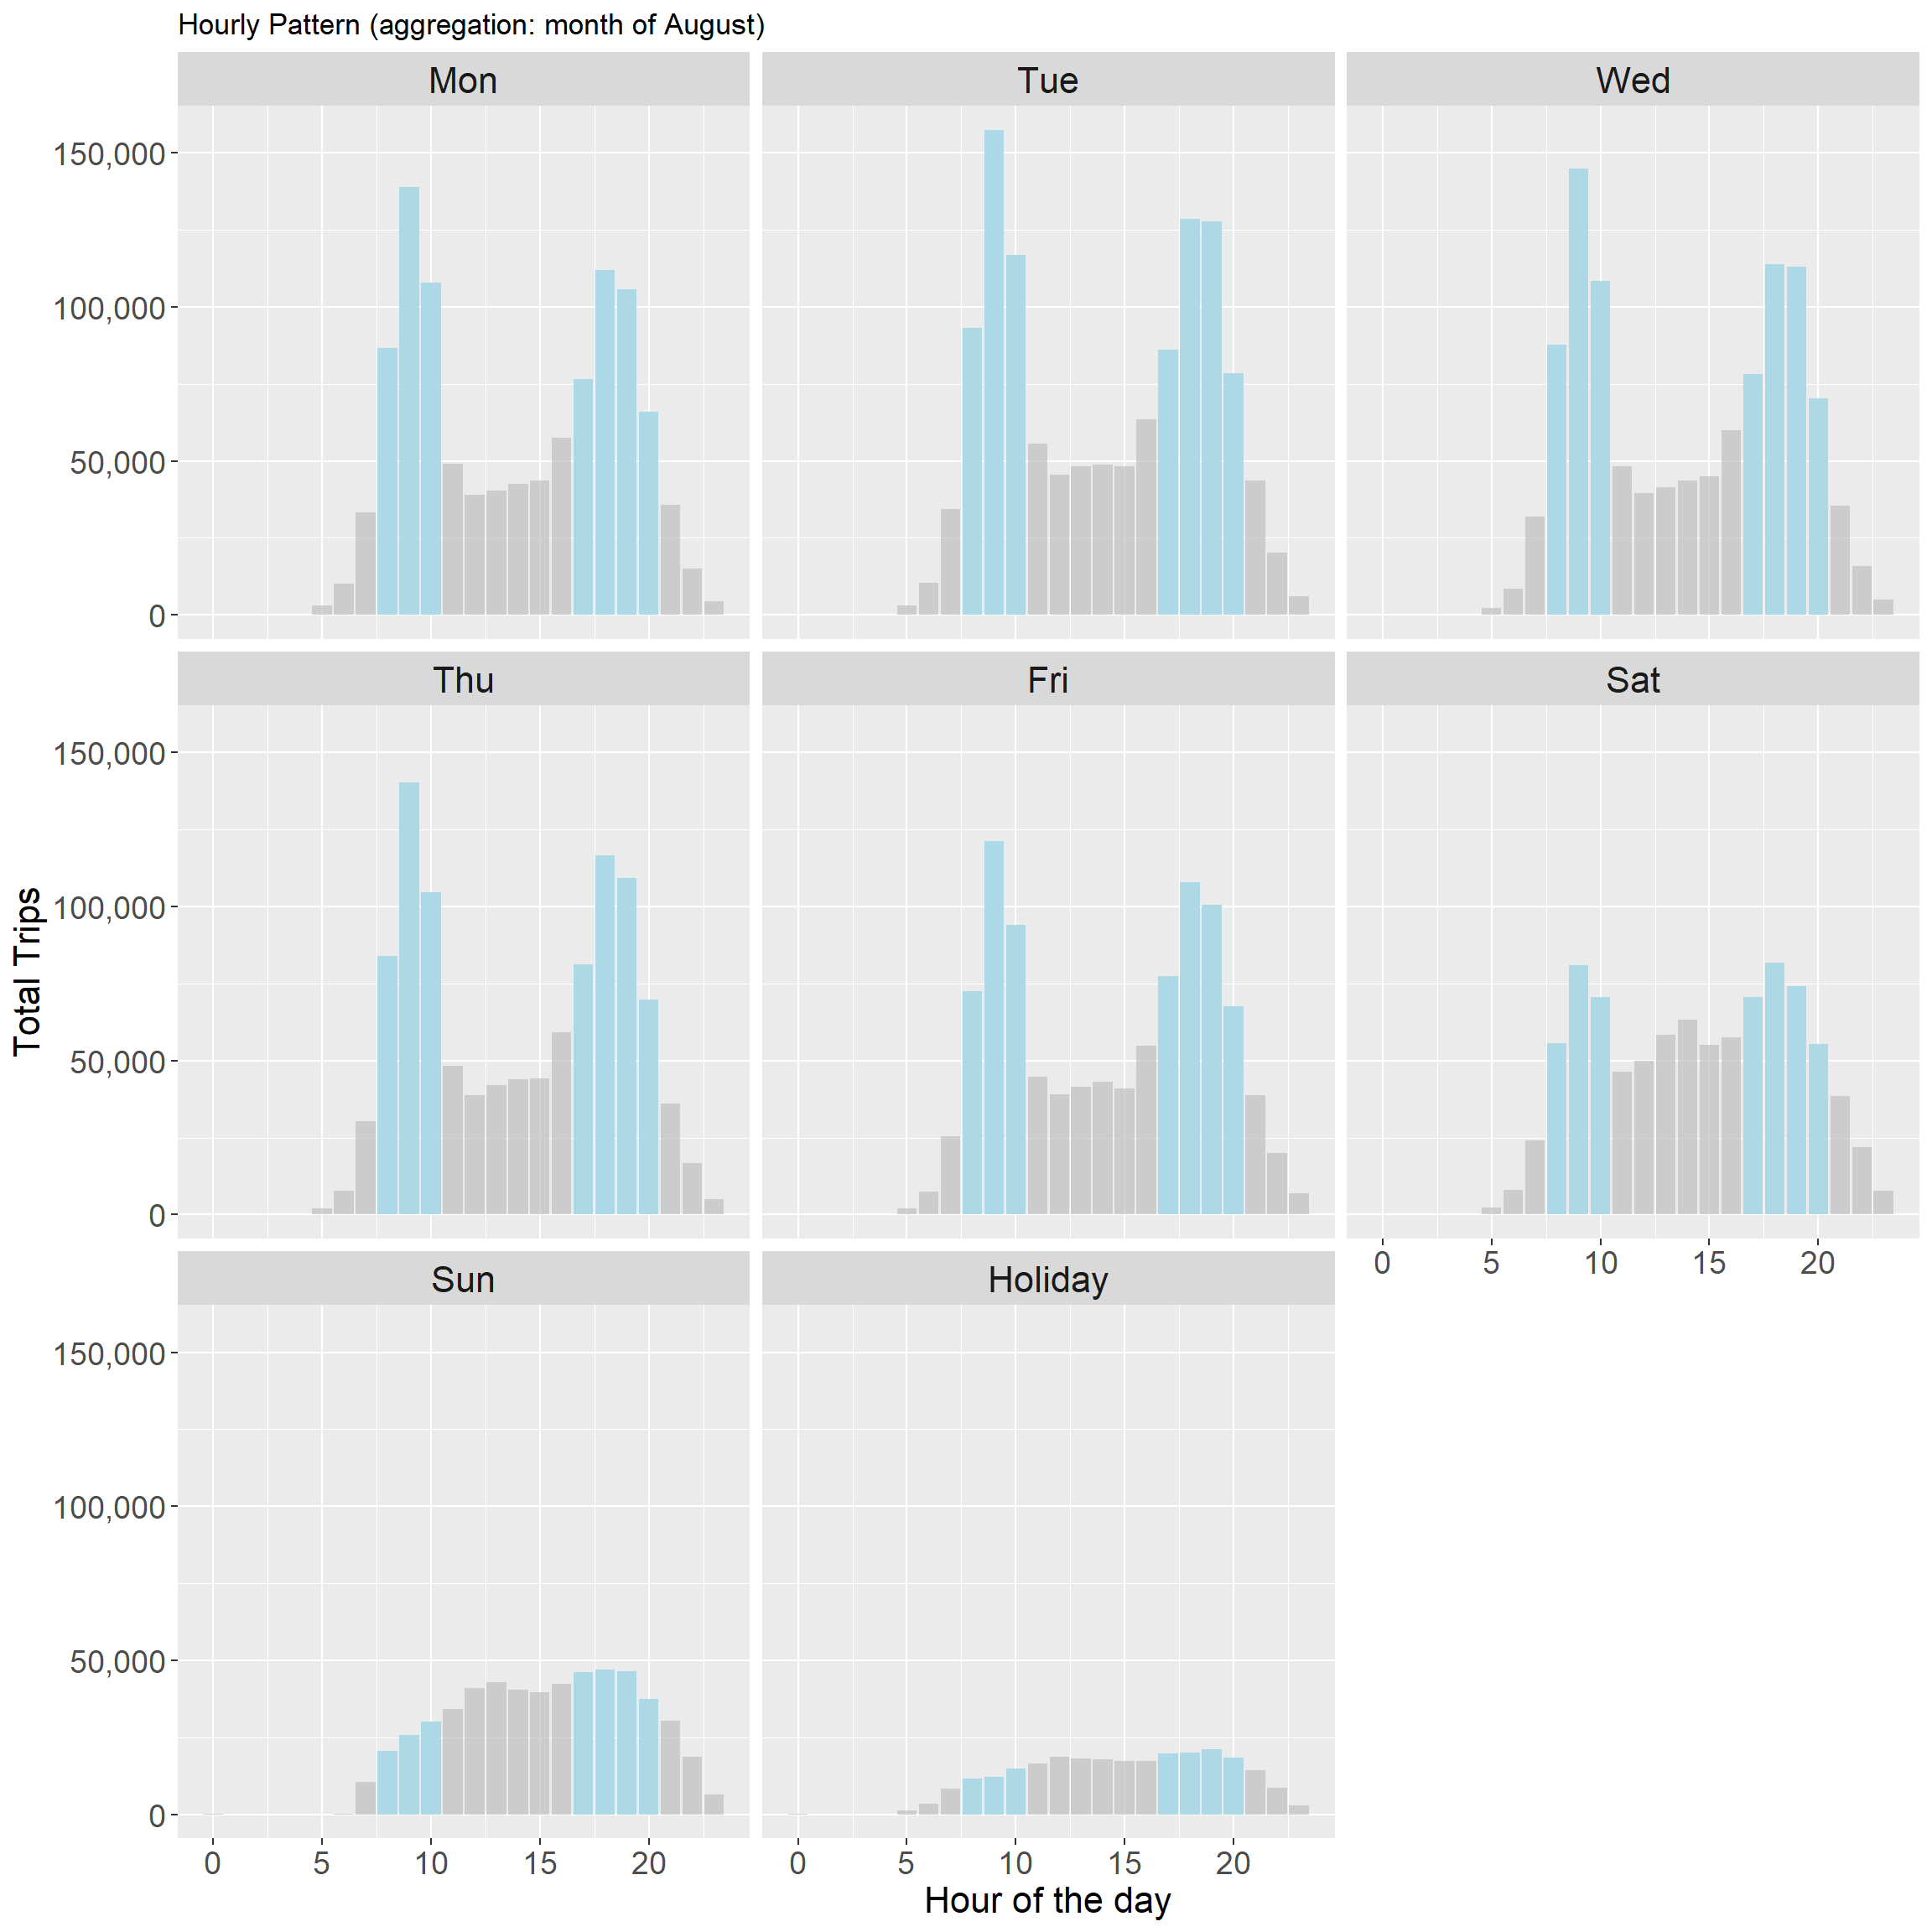 Hourly Pattern (aggregation: month of August)
Mon
Tue
Wed
150,000
100,000
50,000
0
Thu
Fri
Sat
150,000
100,000
50,000
0
0 5 10 15 20
Sun
Holiday
150,000
100,000
50,000
0
0 5 10 15 20
0 5 10 15 20
Hour of the day
Total Trips